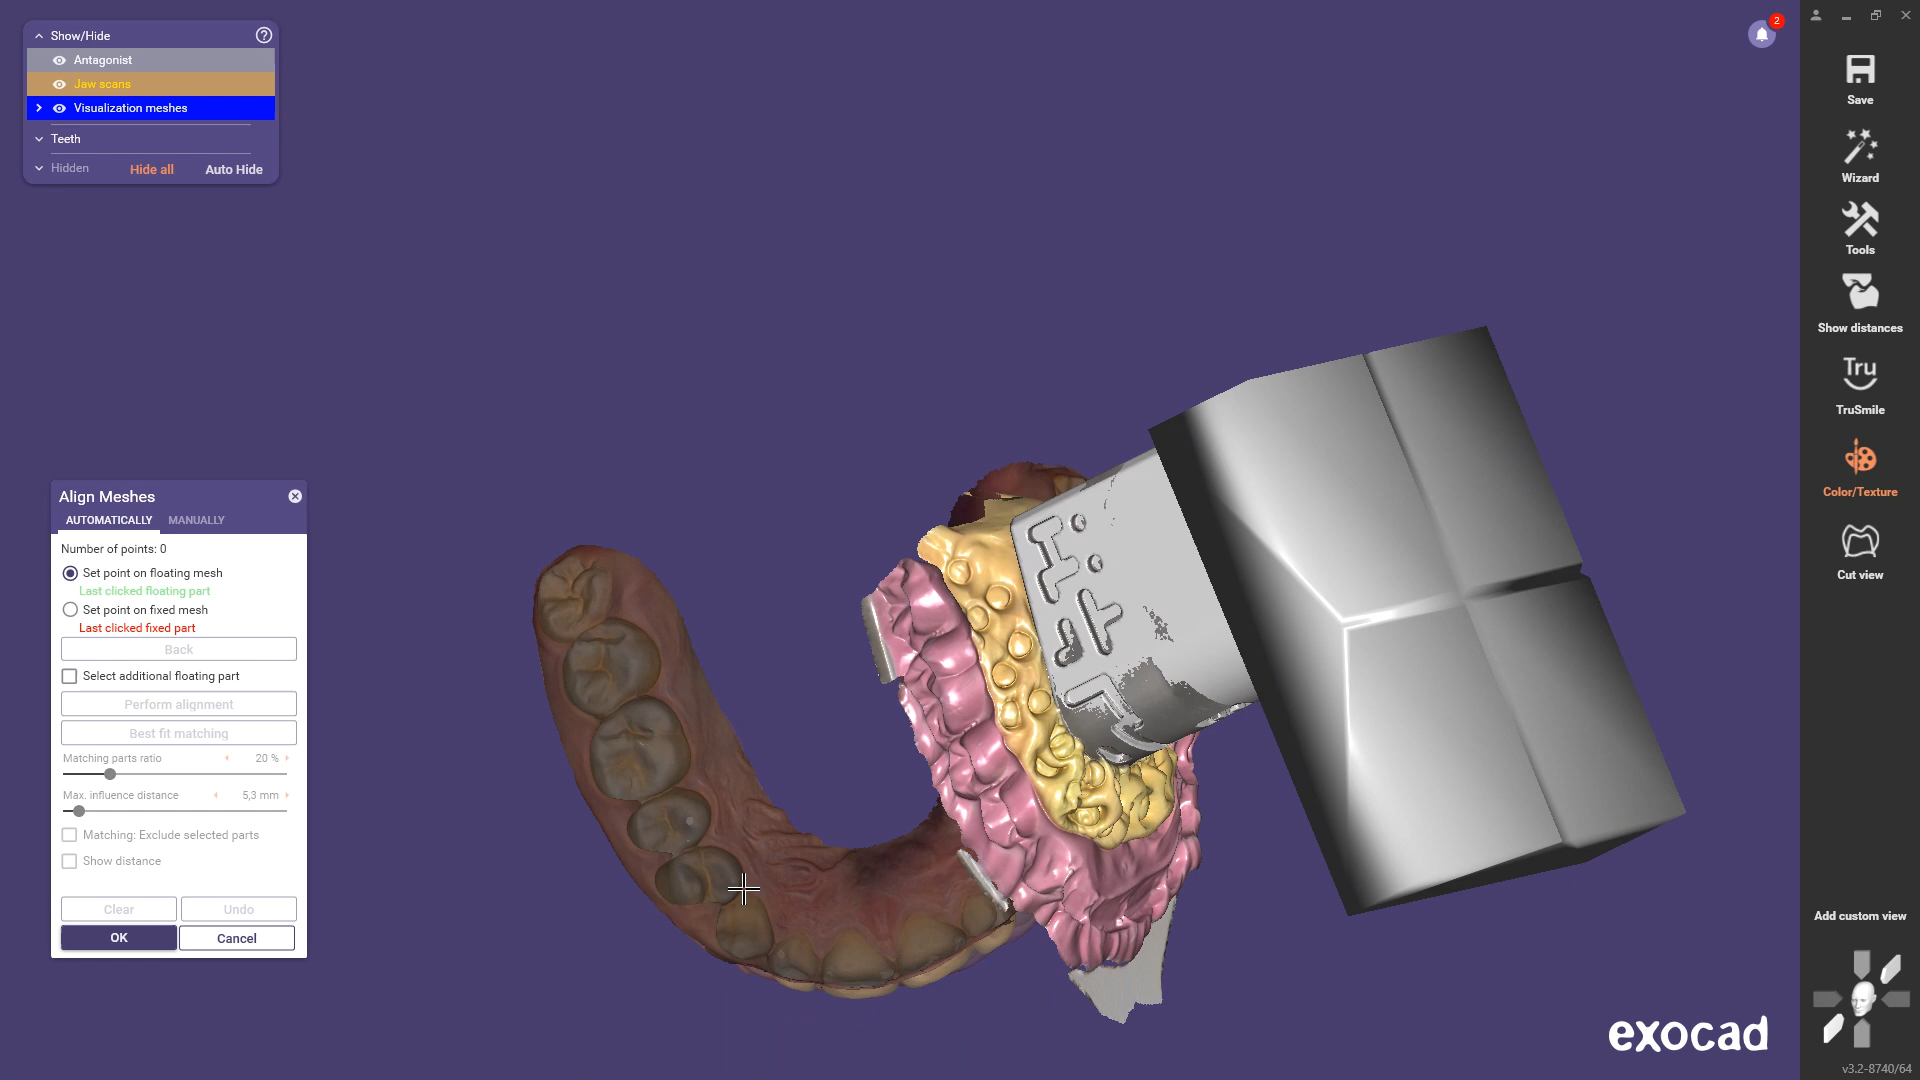 Show/Hide
Antagonist
Jaw scans
Visualization meshes
Teeth
Hidden
Hide all
Auto Hide
2
Save
Wizard
Tools
Show distances
Tru
TruSmile
Color/Texture
Cut view
Add custom view
Align Meshes
AUTOMATICALLY
MANUALLY
Number of points: 0
Set point on floating mesh
Last clicked floating part
Set point on fixed mesh
Last clicked fixed part
Back
Select additional floating part
Perform alignment
Best fit matching
Matching parts ratio
20 %
Max. influence distance
5,3 mm
Matching: Exclude selected parts
Show distance
Clear
Undo
OK
Cancel
exocad
v3.2-8740/64